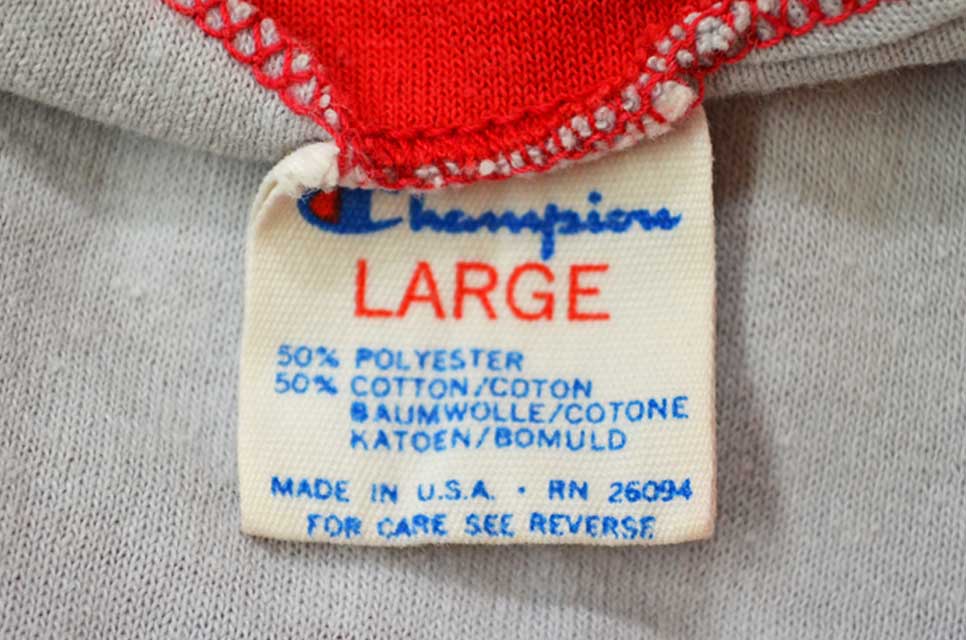 Champion
LARGE
50% POLYESTER
50% COTTON/COTON
BAUMWOLLE/COTONE
KATOEN/BOMULD
MADE IN U.S.A. · RN 26094
FOR CARE SEE REVERSE